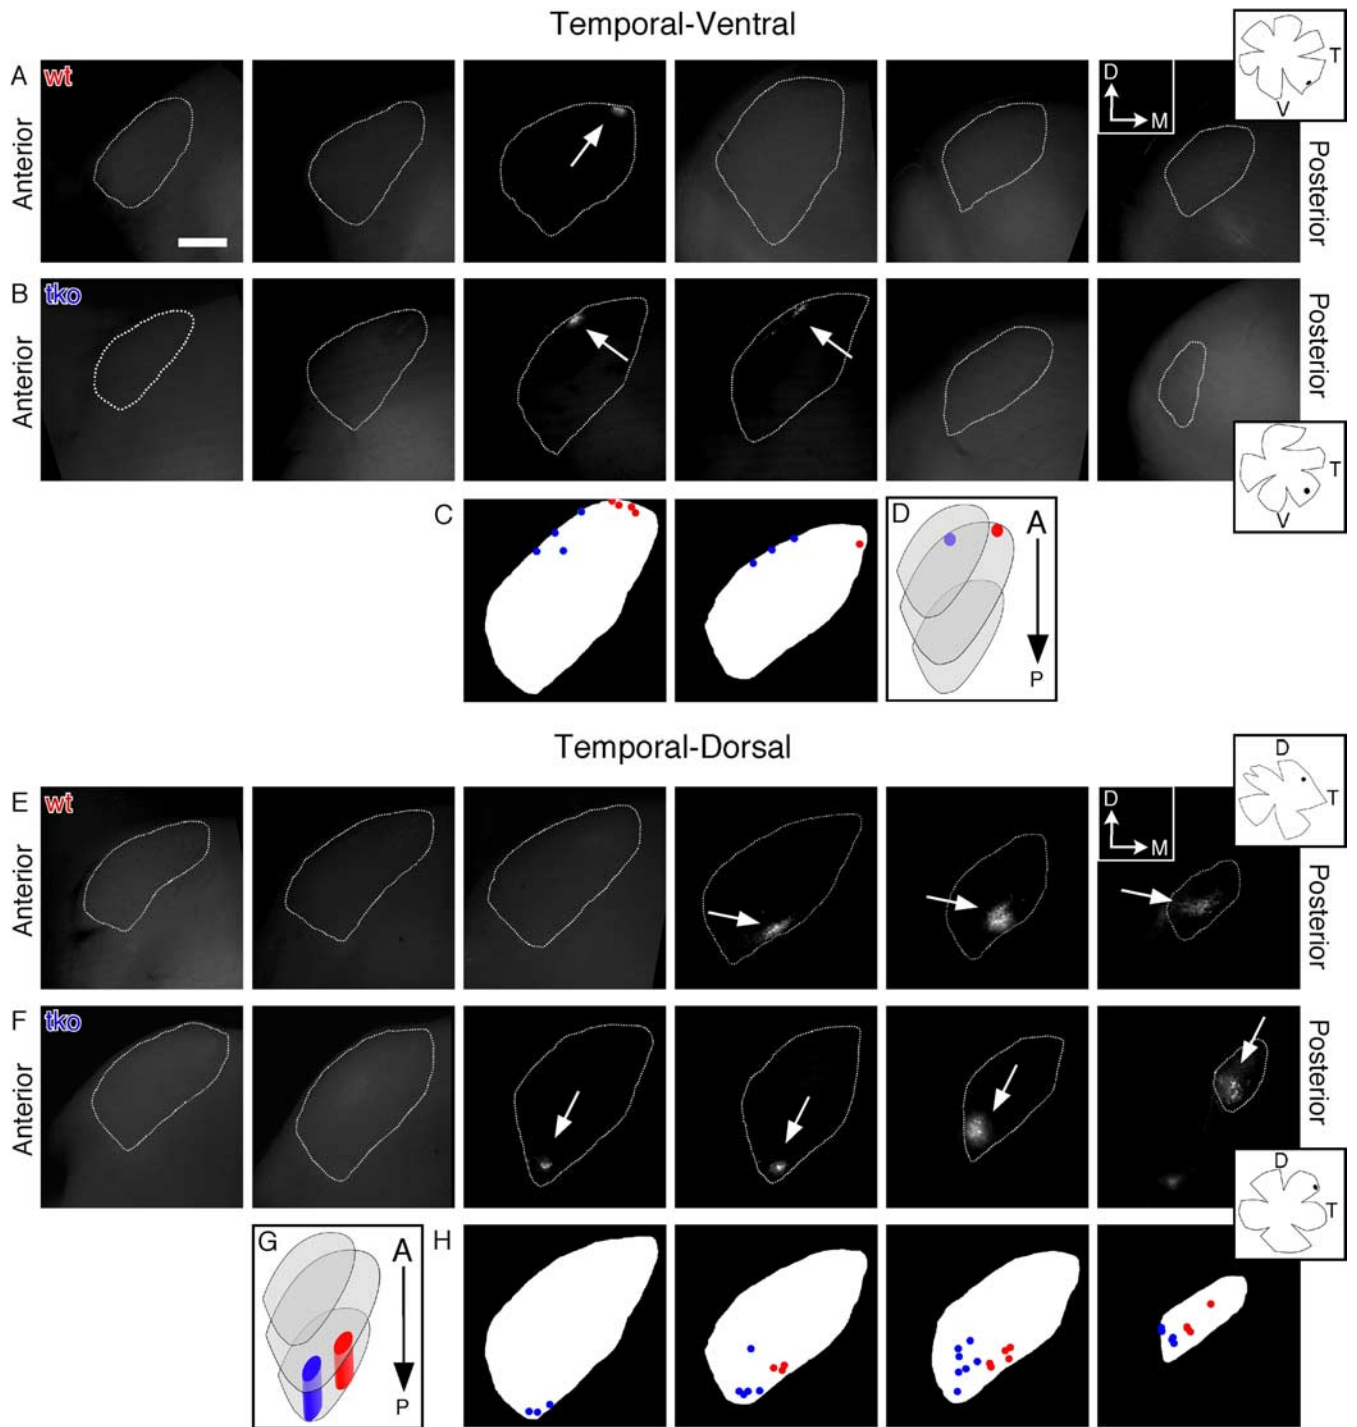 Temporal-Ventral
A
wt
Anterior
D
M
T
V
Posterior
B
tko
Anterior
Posterior
T
V
C
D
A
P
Temporal-Dorsal
E
wt
Anterior
D
M
D
T
Posterior
F
tko
Anterior
Posterior
D
T
G
A
P
H